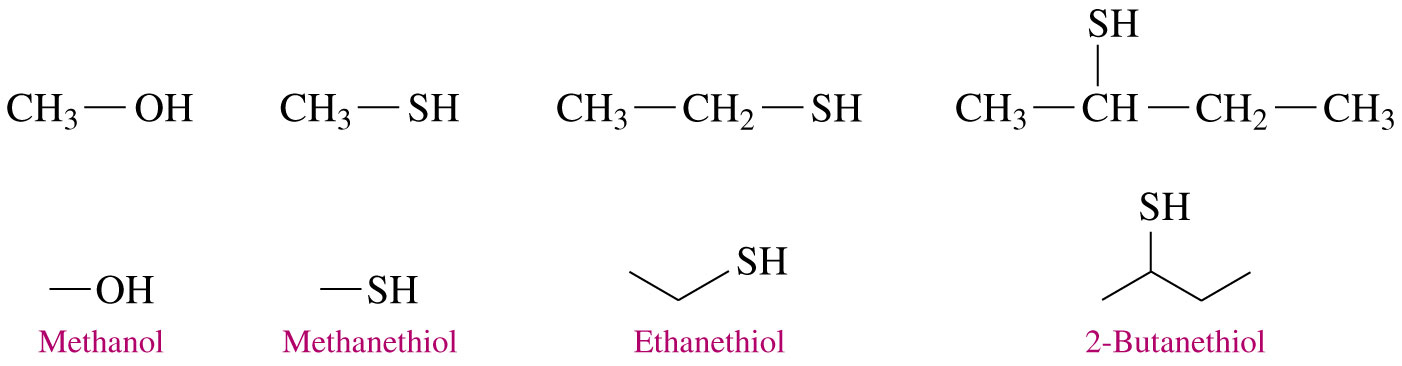 SH
CH₃—OH CH₃—SH CH₃—CH₂—SH CH₃—CH—CH₂—CH₃
SH
SH
—OH —SH
Methanol Methanethiol Ethanethiol 2-Butanethiol